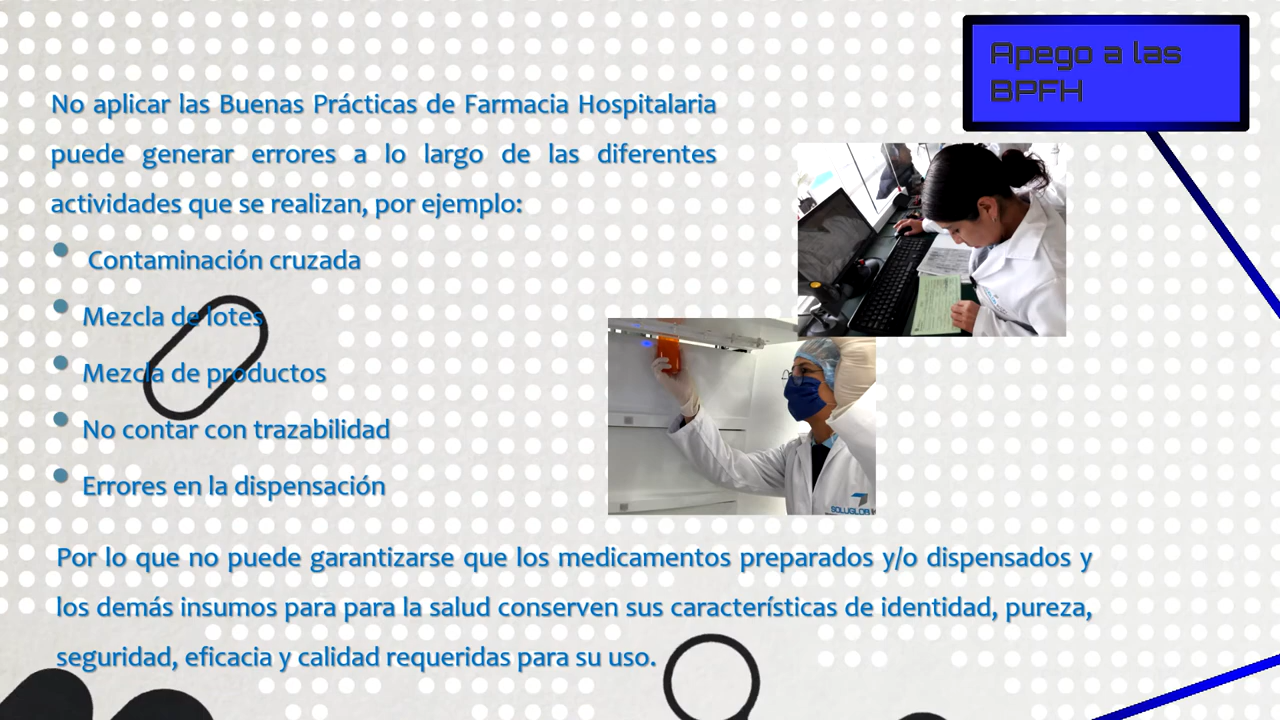 Apego a las
BPFH
No aplicar las Buenas Prácticas de Farmacia Hospitalaria
puede generar errores a lo largo de las diferentes
actividades que se realizan, por ejemplo:
• Contaminación cruzada
• Mezcla de lotes
• Mezcla de productos
• No contar con trazabilidad
• Errores en la dispensación
SOLUGLOB
Por lo que no puede garantizarse que los medicamentos preparados y/o dispensados y
los demás insumos para para la salud conserven sus características de identidad, pureza,
seguridad, eficacia y calidad requeridas para su uso.